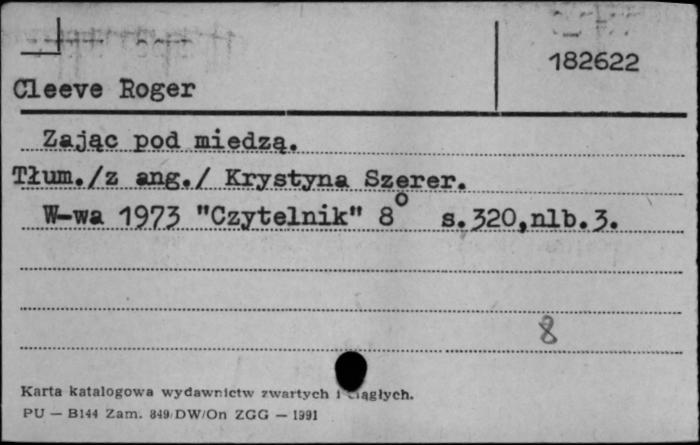 182622
Cleeve Roger
Zając pod miedzą.
Tłum./z ang./ Krystyna Szerer.
W-wa 1973 "Czytelnik" 8° s.320,nlb.3.
8
Karta katalogowa wydawnictw zwartych i ciągłych.
PU — B144 Zam. 849/DW/On ZGG — 1991